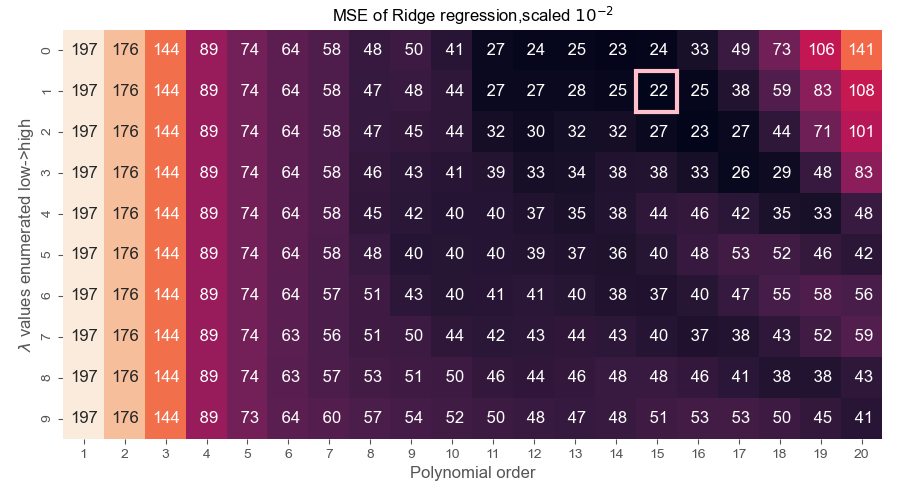 MSE of Ridge regression,scaled 10⁻²
0 197 176 144 89 74 64 58 48 50 41 27 24 25 23 24 33 49 73 106 141
1 197 176 144 89 74 64 58 47 48 44 27 27 28 25 22 25 38 59 83 108
2 197 176 144 89 74 64 58 47 45 44 32 30 32 32 27 23 27 44 71 101
3 197 176 144 89 74 64 58 46 43 41 39 33 34 38 38 33 26 29 48 83
4 197 176 144 89 74 64 58 45 42 40 40 37 35 38 44 46 42 35 33 48
5 197 176 144 89 74 64 58 48 40 40 40 39 37 36 40 48 53 52 46 42
6 197 176 144 89 74 64 57 51 43 40 41 41 40 38 37 40 47 55 58 56
7 197 176 144 89 74 63 56 51 50 44 42 43 44 43 40 37 38 43 52 59
8 197 176 144 89 74 63 57 53 51 50 46 44 46 48 48 46 41 38 38 43
9 197 176 144 89 73 64 60 57 54 52 50 48 47 48 51 53 53 50 45 41
1 2 3 4 5 6 7 8 9 10 11 12 13 14 15 16 17 18 19 20
Polynomial order
λ values enumerated low->high